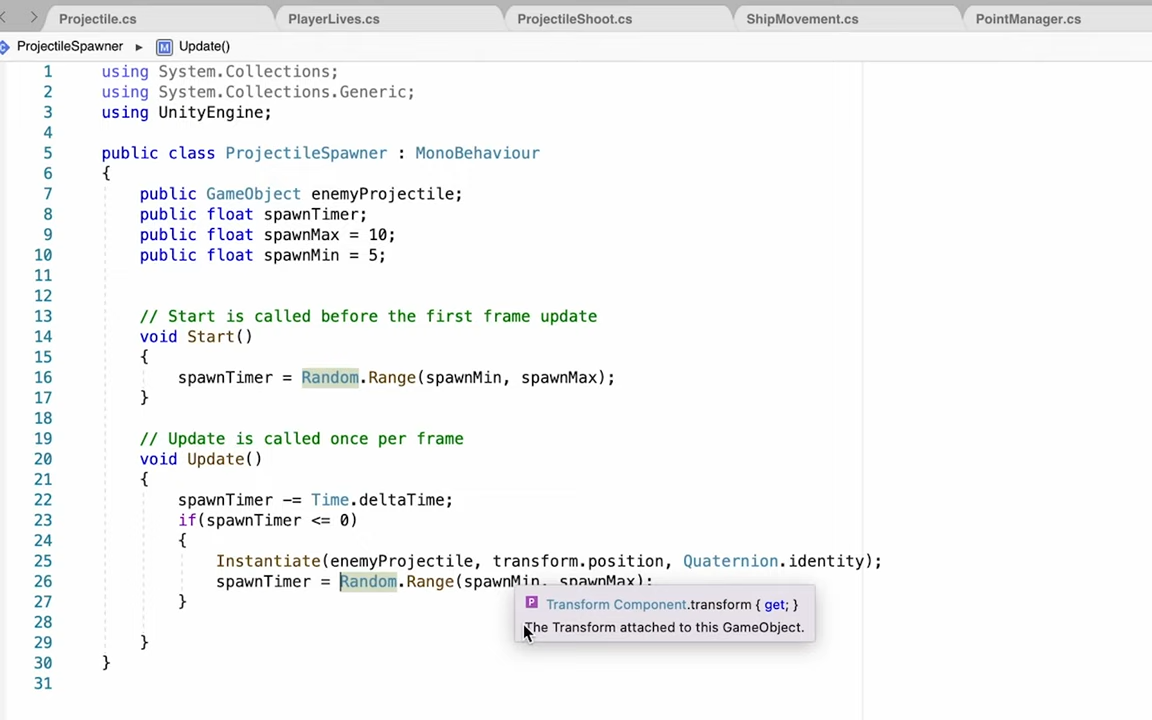 Projectile.cs
PlayerLives.cs
ProjectileShoot.cs
ShipMovement.cs
PointManager.cs
ProjectileSpawner ▸ M Update()
1 using System.Collections;
2 using System.Collections.Generic;
3 using UnityEngine;
4
5 public class ProjectileSpawner : MonoBehaviour
6 {
7 public GameObject enemyProjectile;
8 public float spawnTimer;
9 public float spawnMax = 10;
10 public float spawnMin = 5;
11
12
13 // Start is called before the first frame update
14 void Start()
15 {
16 spawnTimer = Random.Range(spawnMin, spawnMax);
17 }
18
19 // Update is called once per frame
20 void Update()
21 {
22 spawnTimer -= Time.deltaTime;
23 if(spawnTimer <= 0)
24 {
25 Instantiate(enemyProjectile, transform.position, Quaternion.identity);
26 spawnTimer = Random.Range(spawnMin, spawnMax);
27 }
28
29 }
30 }
31
P Transform Component.transform { get; }
The Transform attached to this GameObject.